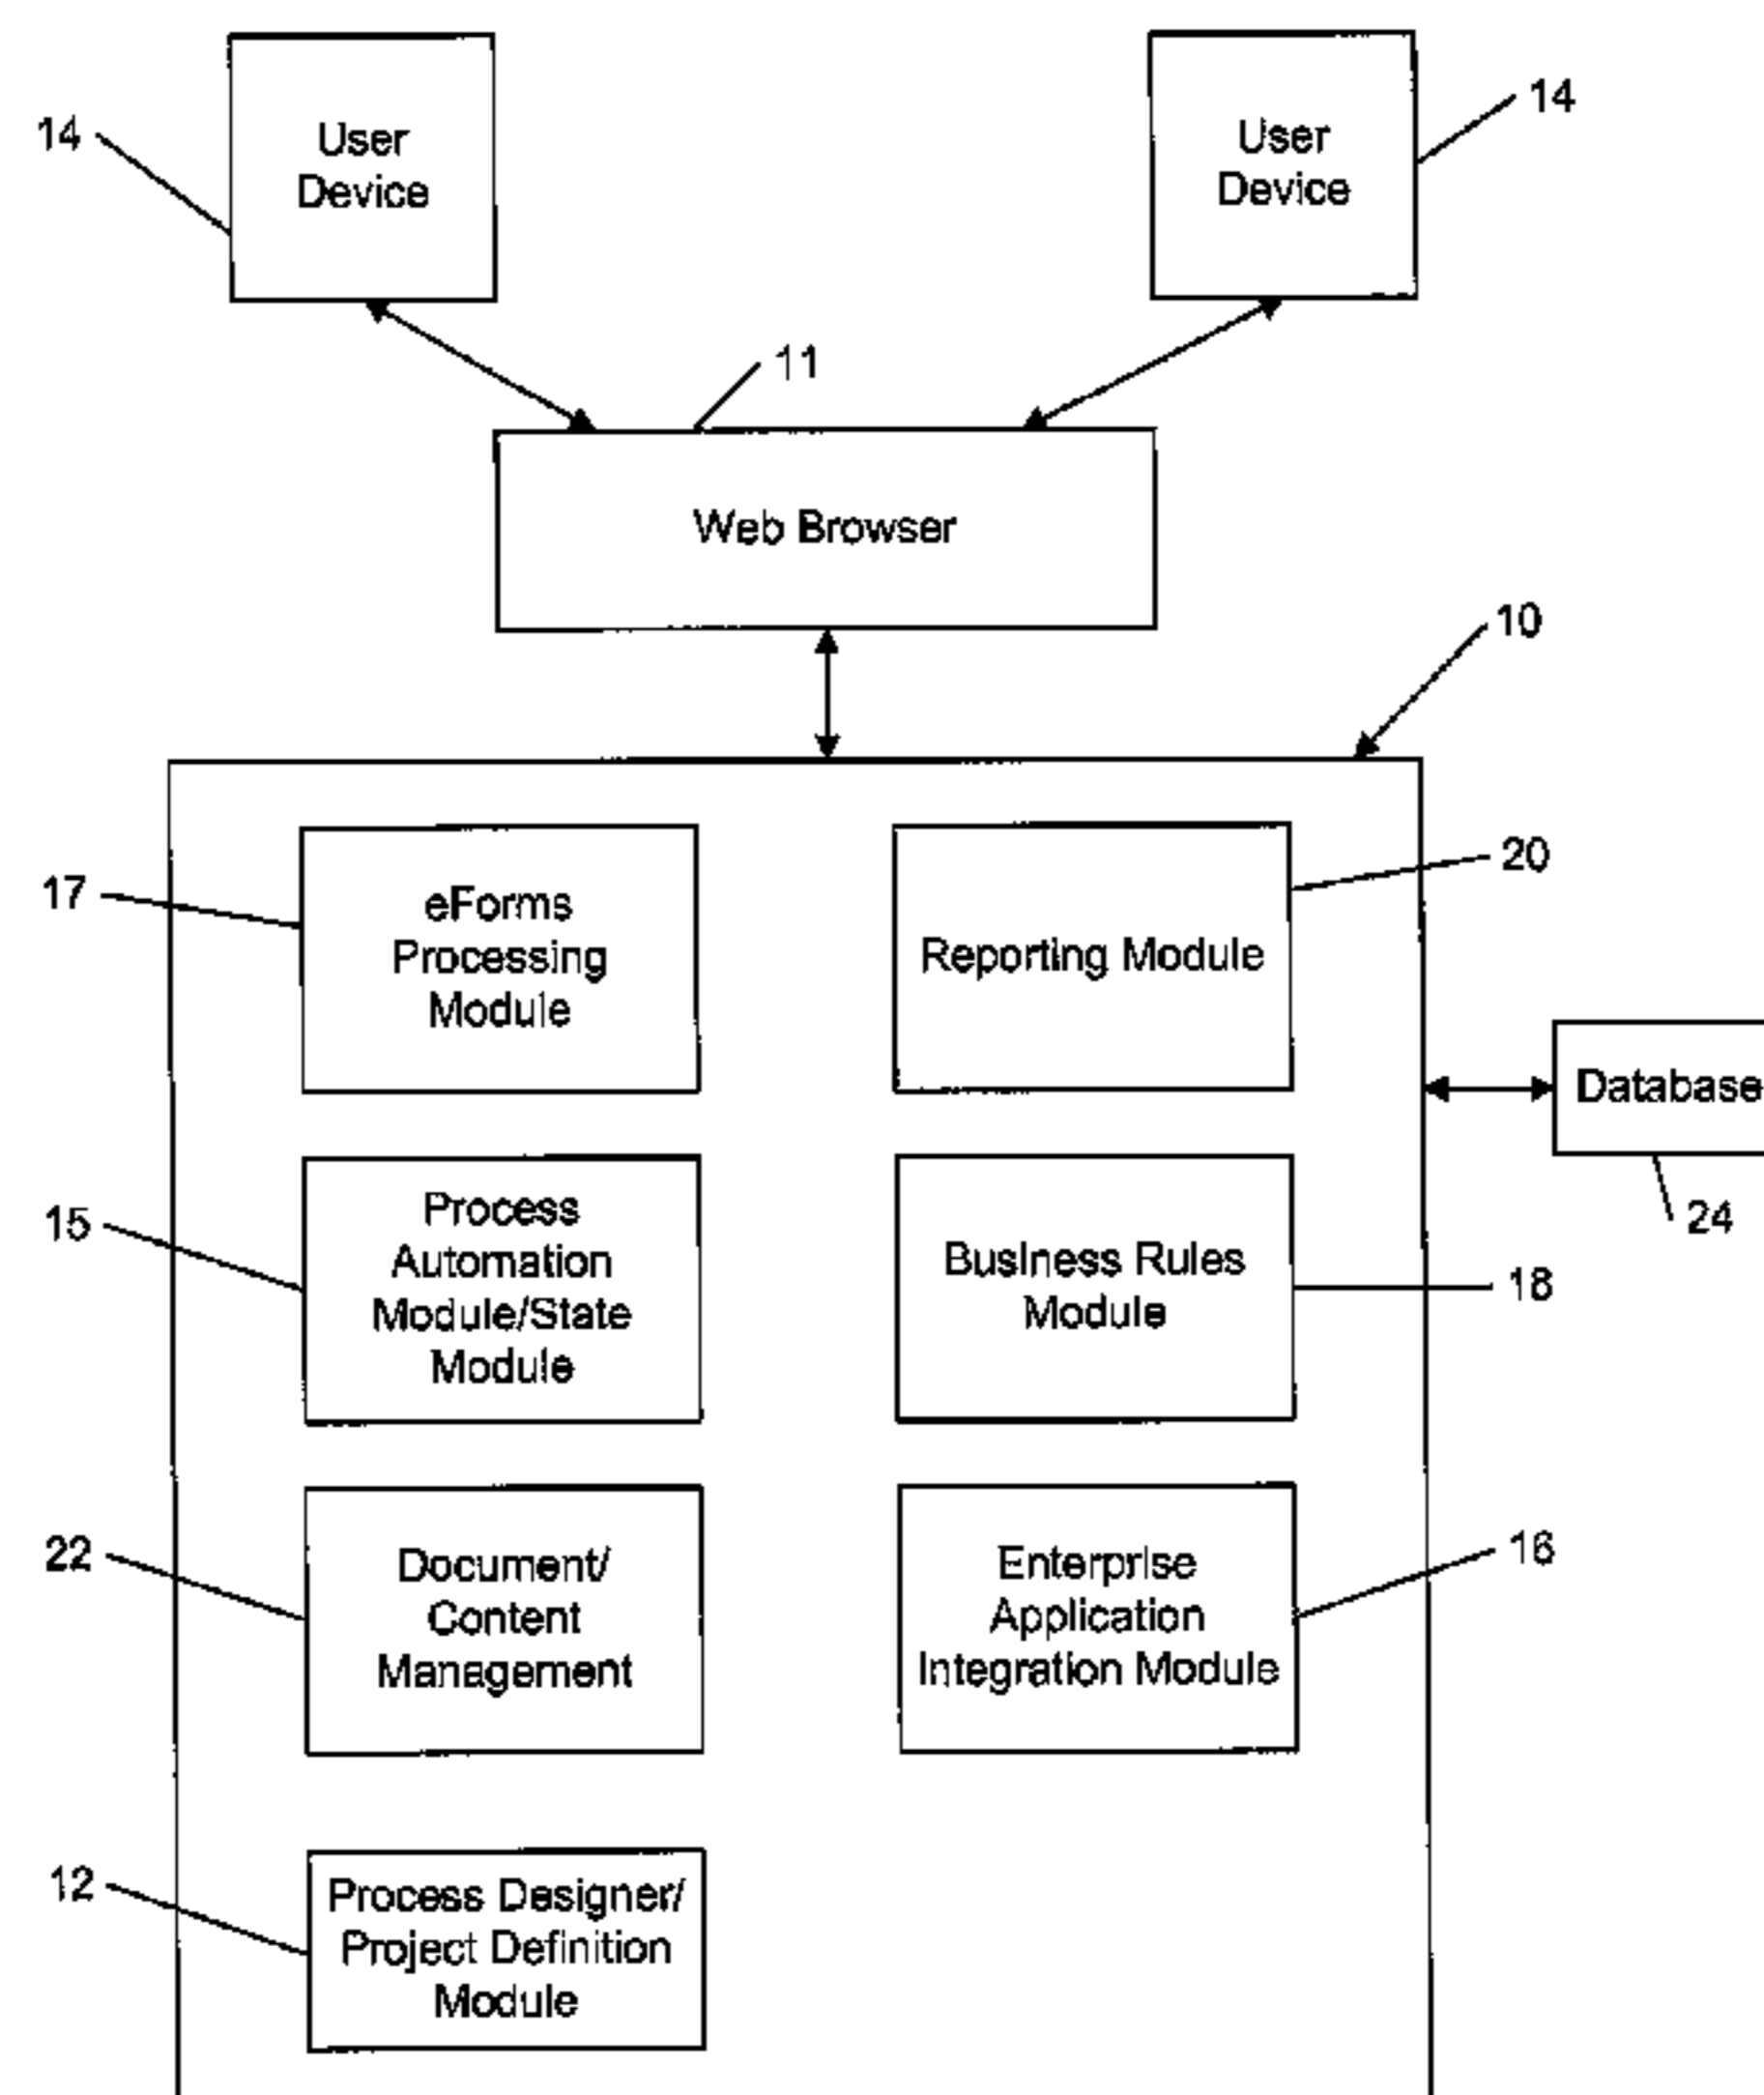 14
User
Device
User
Device
14
11
Web Browser
10
17
eForms
Processing
Module
Reporting Module
20
Database
24
15
Process
Automation
Module/State
Module
Business Rules
Module
18
22
Document/
Content
Management
Enterprise
Application
Integration Module
16
12
Process Designer/
Project Definition
Module